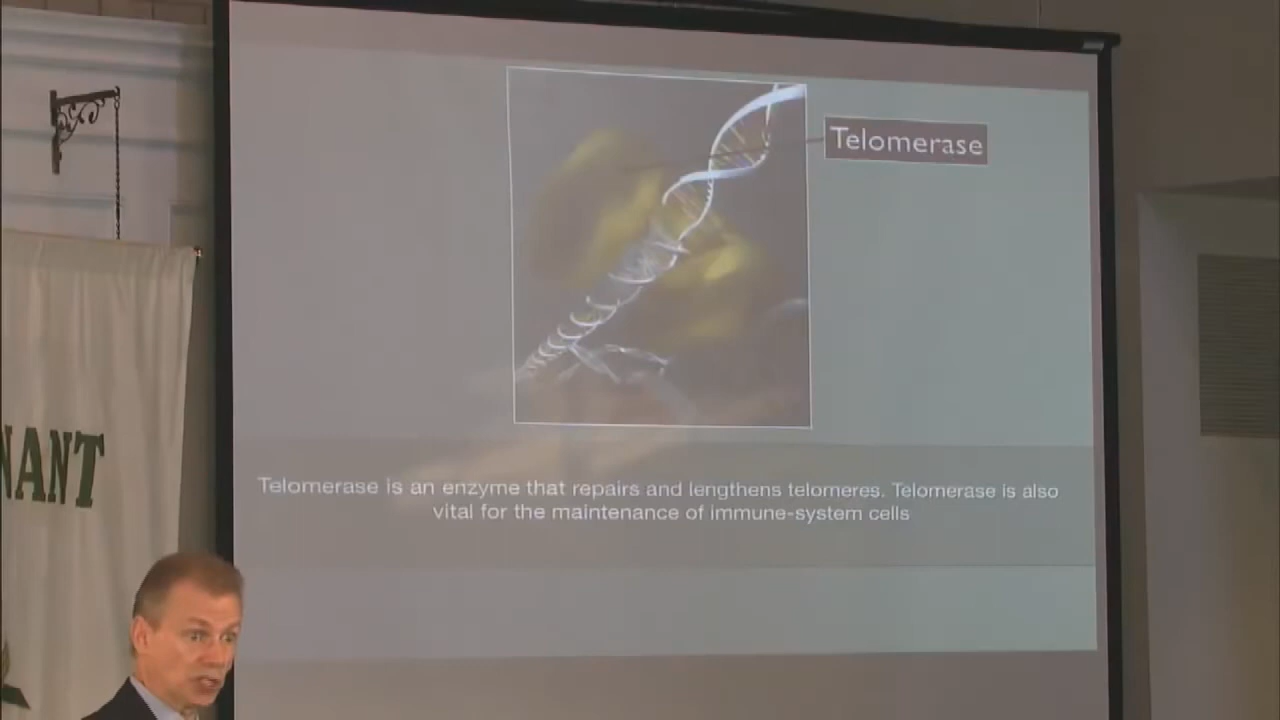 Telomerase
Telomerase is an enzyme that repairs and lengthens telomeres. Telomerase is also
vital for the maintenance of immune-system cells
NANT